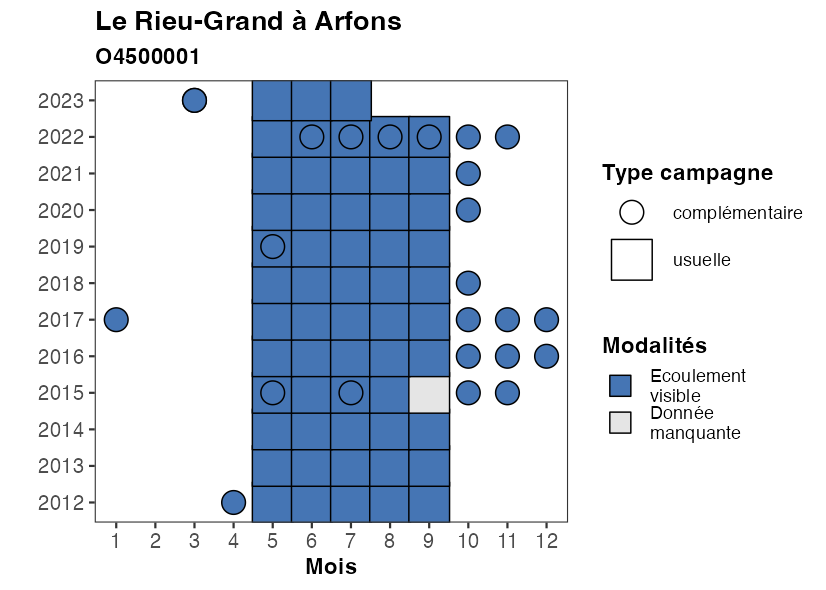 Le Rieu-Grand à Arfons
O4500001
2023
2022
2021
2020
2019
2018
2017
2016
2015
2014
2013
2012
1 2 3 4 5 6 7 8 9 10 11 12
Mois
Type campagne
complémentaire
usuelle
Modalités
Ecoulement
visible
Donnée
manquante